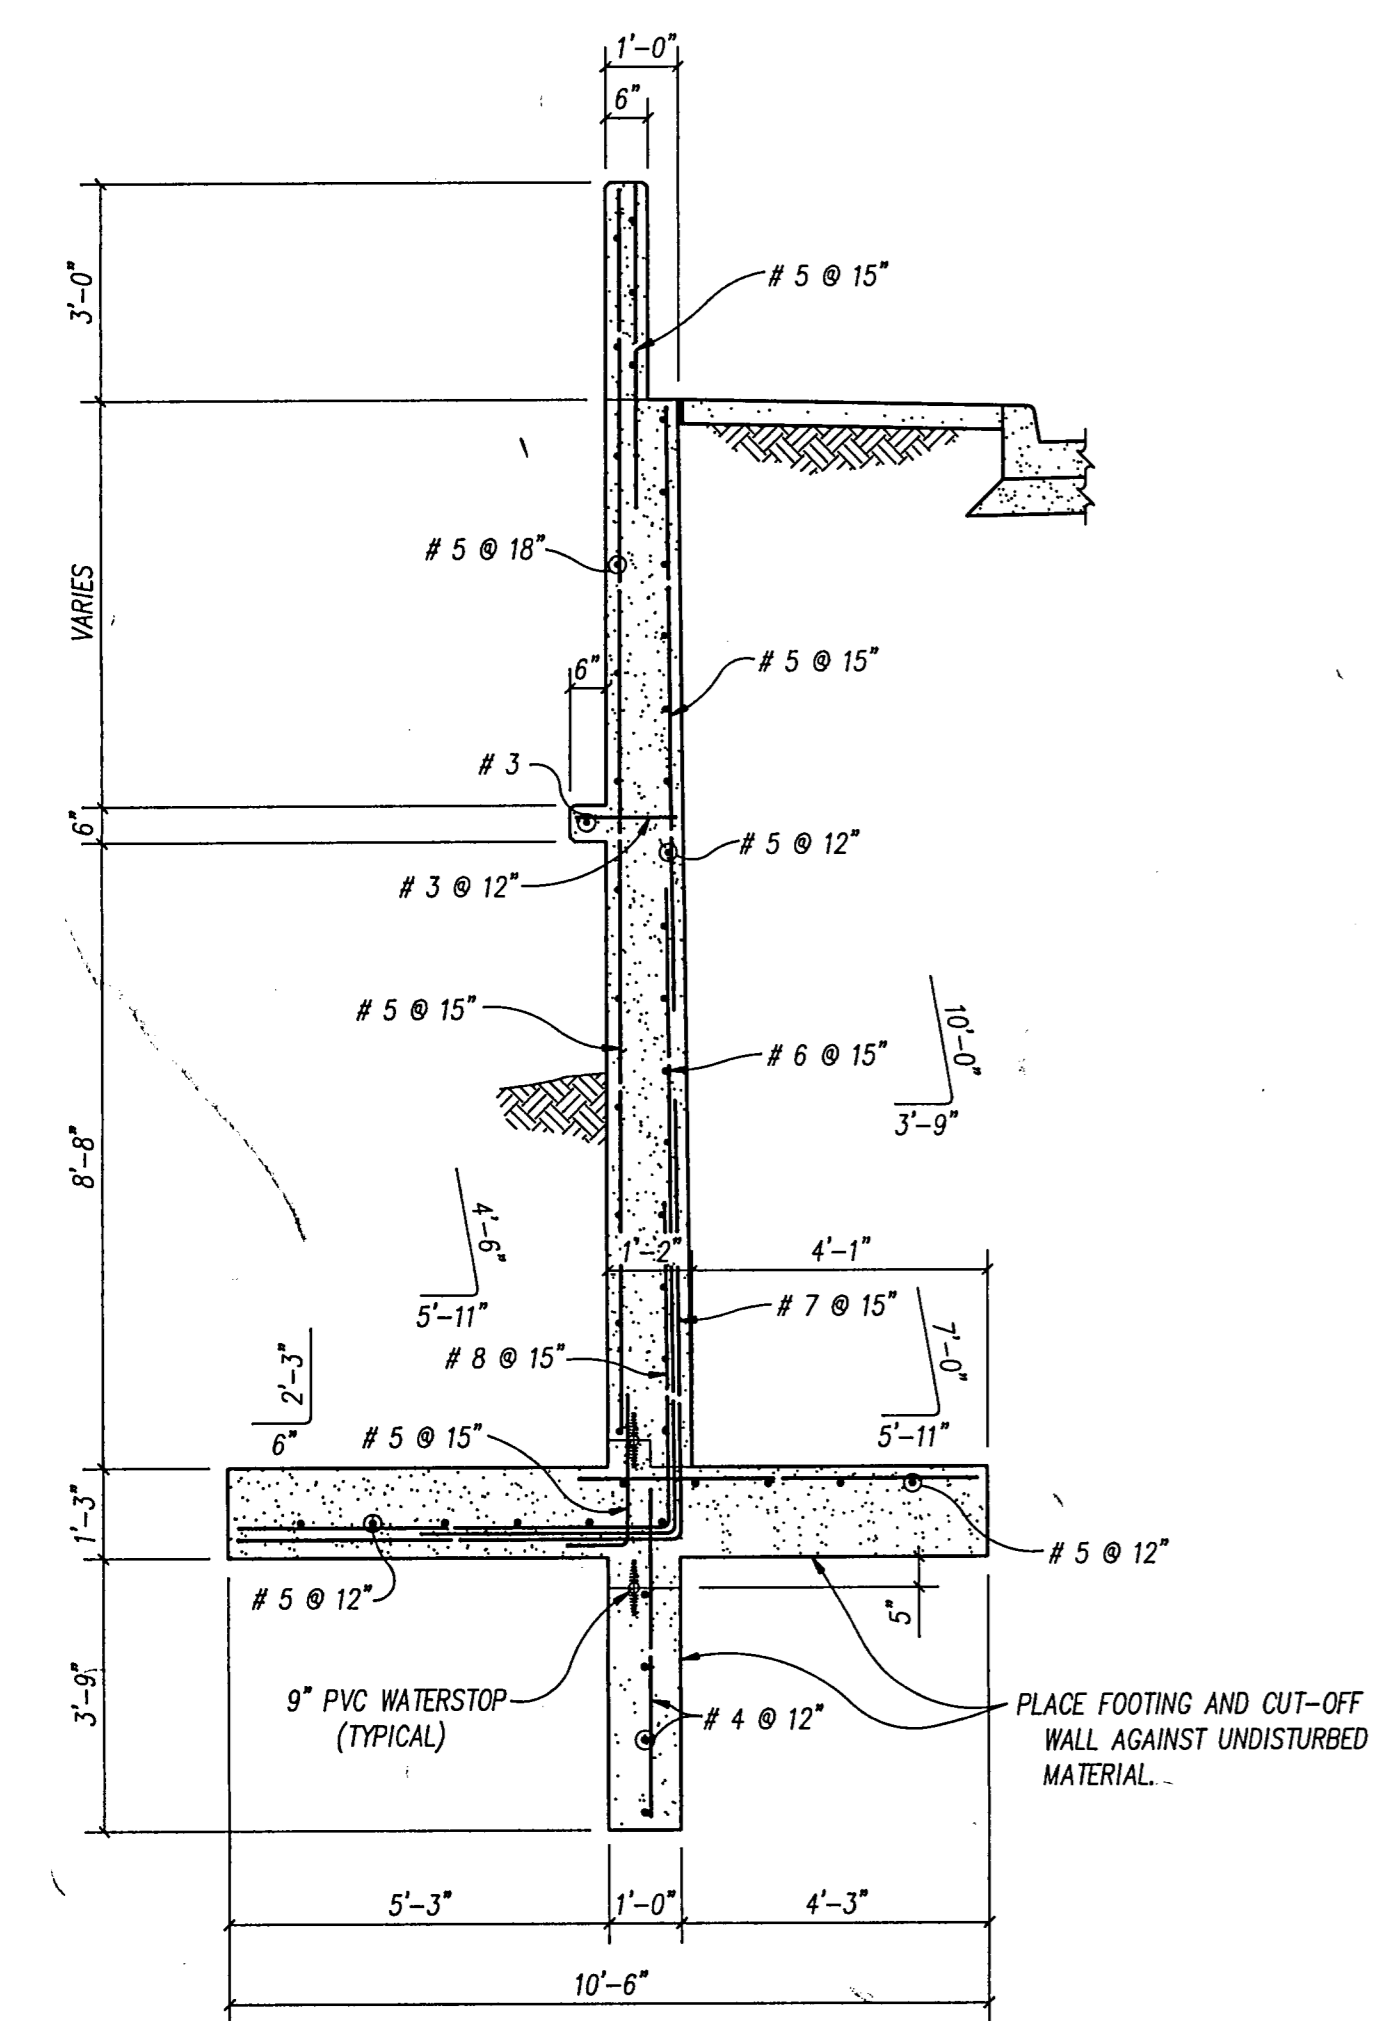 1'-0"
6"
3'-0"
# 5 @ 15"
# 5 @ 18"
VARIES
# 5 @ 15"
6"
# 3
6"
# 5 @ 12"
# 3 @ 12"
# 5 @ 15"
10'-0"
# 6 @ 15"
3'-9"
8'-8"
4'-6"
1'-2"
4'-1"
5'-11"
# 7 @ 15"
7'-0"
# 8 @ 15"
2'-3"
6"
# 5 @ 15"
5'-11"
1'-3"
# 5 @ 12"
# 5 @ 12"
5"
3'-9"
9" PVC WATERSTOP
(TYPICAL)
# 4 @ 12"
PLACE FOOTING AND CUT-OFF
WALL AGAINST UNDISTURBED
MATERIAL.
5'-3"
1'-0"
4'-3"
10'-6"